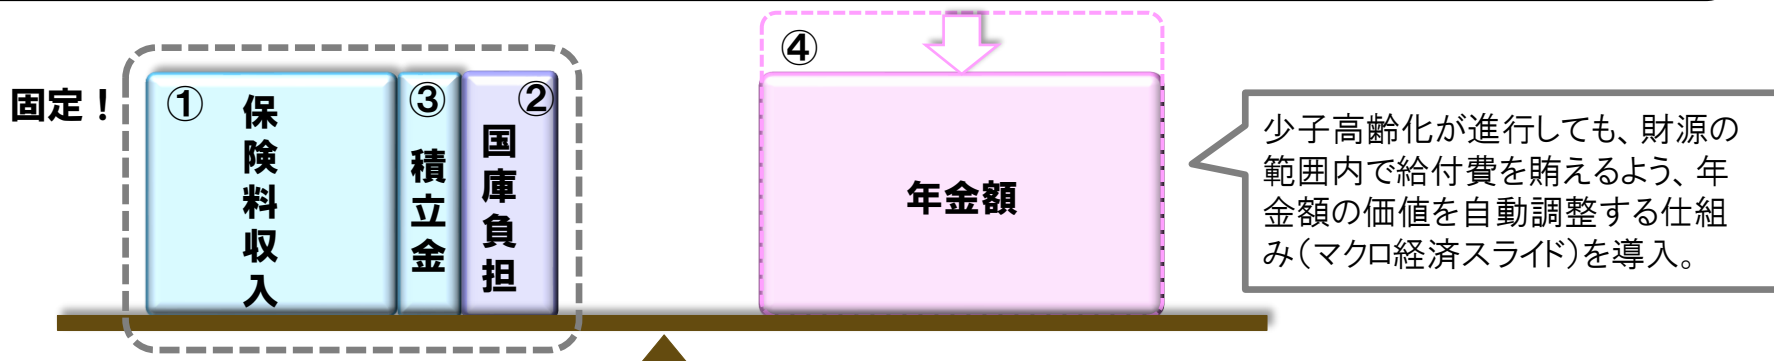 固定！
①
保険料収入
③
積立金
②
国庫負担
④
年金額
少子高齢化が進行しても、財源の
範囲内で給付費を賄えるよう、年
金額の価値を自動調整する仕組
み（マクロ経済スライド）を導入。